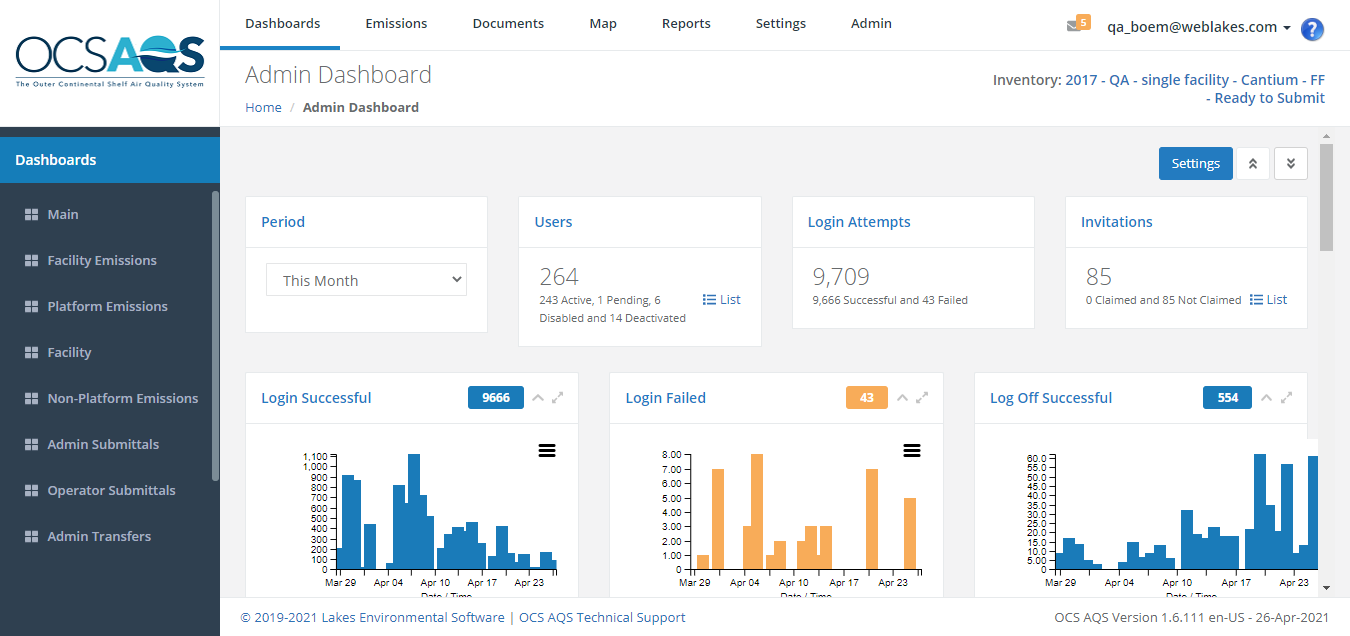 Dashboards Emissions Documents Map Reports Settings Admin 5 qa_boem@weblakes.com ?
OCSAQS
The Outer Continental Shelf Air Quality System
Admin Dashboard
Home / Admin Dashboard
Inventory: 2017 - QA - single facility - Cantium - FF
- Ready to Submit
Dashboards
Main
Facility Emissions
Platform Emissions
Facility
Non-Platform Emissions
Admin Submittals
Operator Submittals
Admin Transfers
Settings
Period
This Month
Users
264
243 Active, 1 Pending, 6
Disabled and 14 Deactivated
List
Login Attempts
9,709
9,666 Successful and 43 Failed
Invitations
85
0 Claimed and 85 Not Claimed
List
Login Successful 9666
1,100
1,000
900
800
700
600
500
400
300
200
100
0
Mar 29 Apr 04 Apr 10 Apr 17 Apr 23
Date / Time
Login Failed 43
8.00
7.00
6.00
5.00
4.00
3.00
2.00
1.00
0
Mar 29 Apr 04 Apr 10 Apr 17 Apr 23
Date / Time
Log Off Successful 554
60.0
55.0
50.0
45.0
40.0
35.0
30.0
25.0
20.0
15.0
10.0
5.00
0
Mar 29 Apr 04 Apr 10 Apr 17 Apr 23
Date / Time
© 2019-2021 Lakes Environmental Software | OCS AQS Technical Support
OCS AQS Version 1.6.111 en-US - 26-Apr-2021